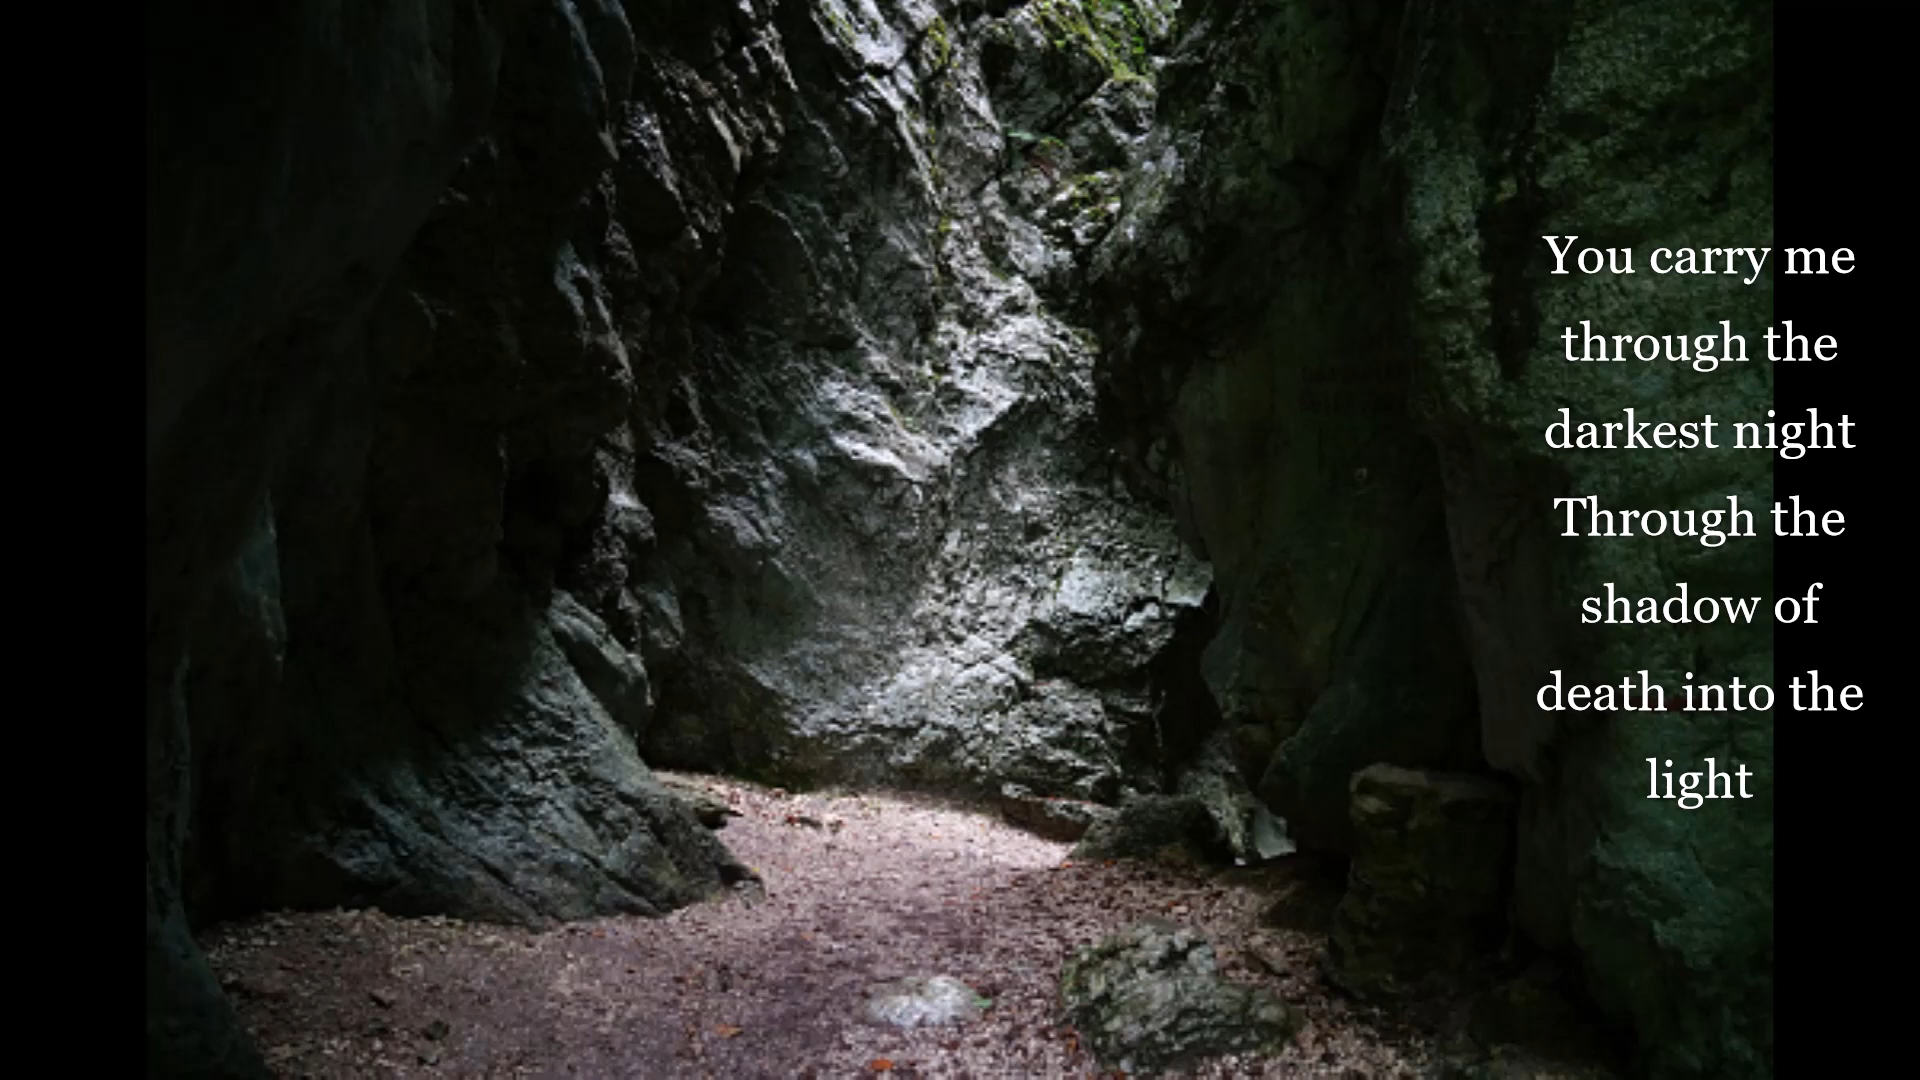 You carry me
through the
darkest night
Through the
shadow of
death into the
light